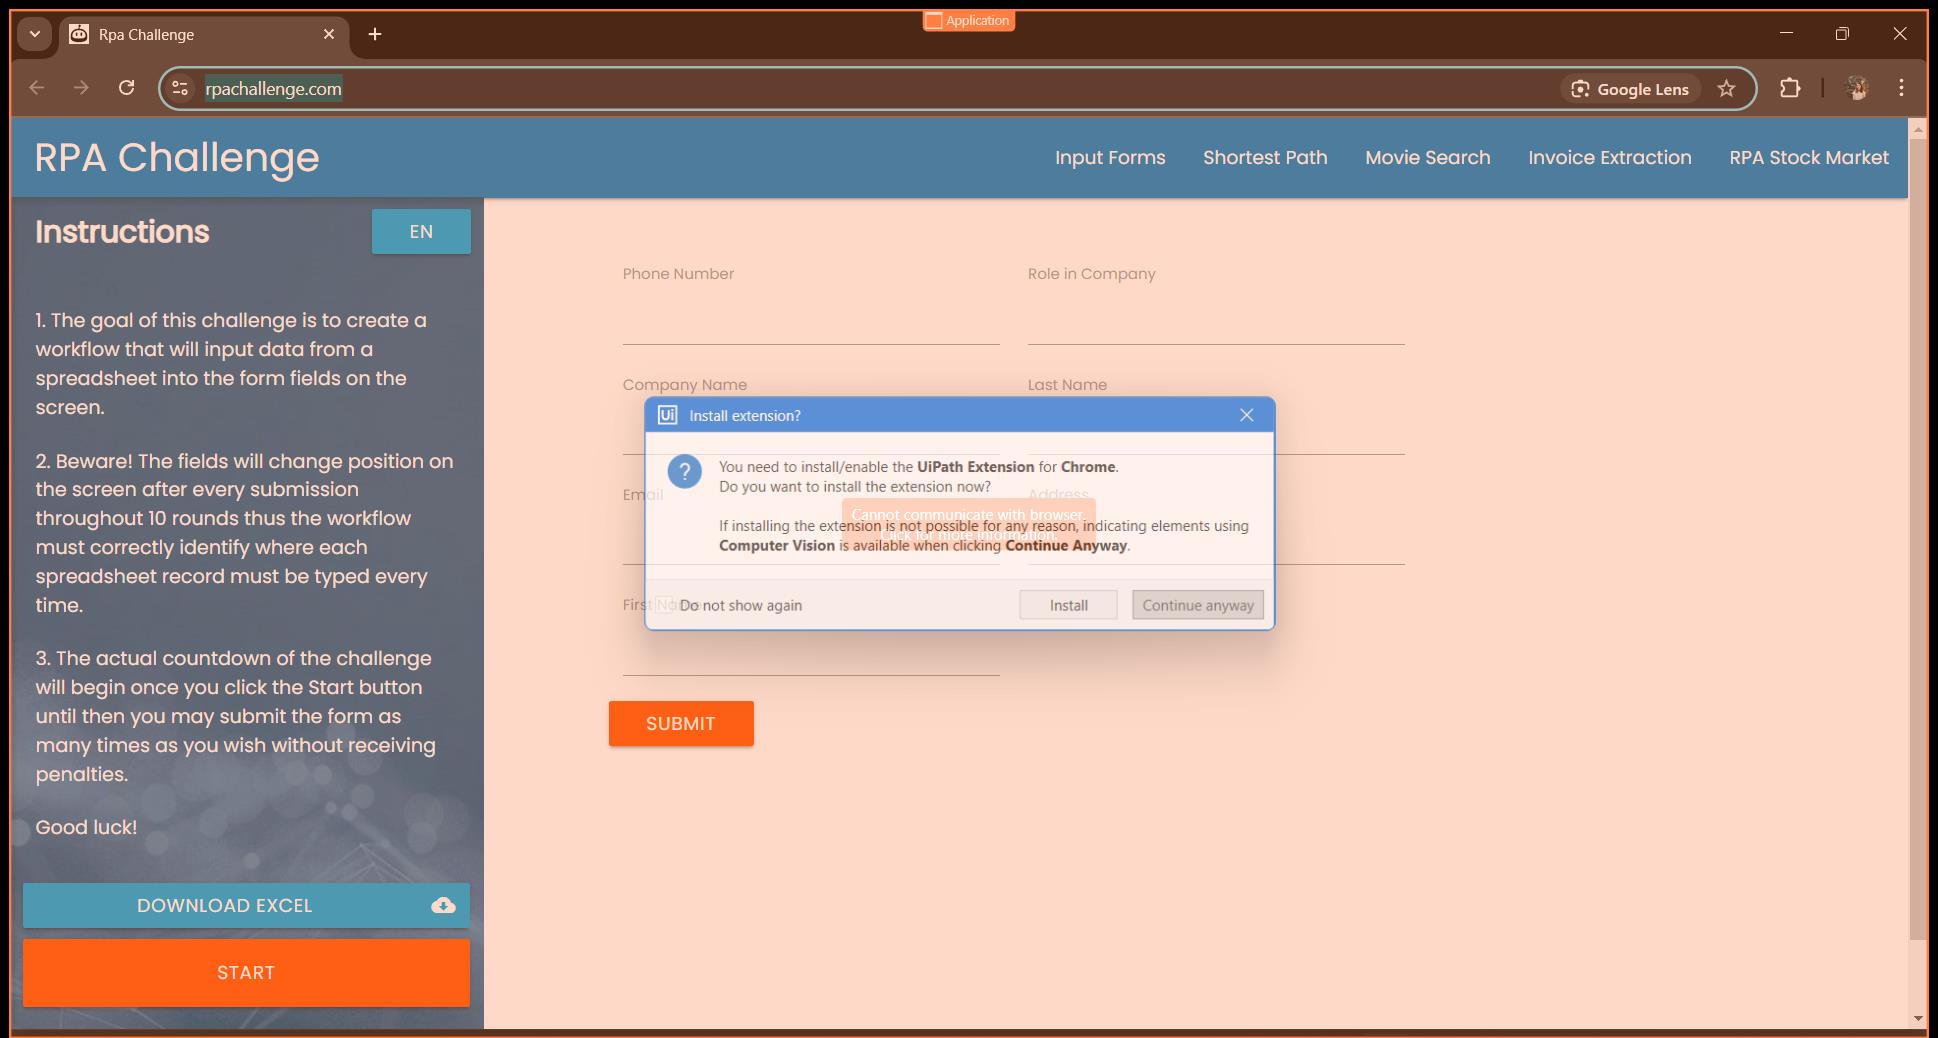 Application
Rpa Challenge
rpachallenge.com
Google Lens
RPA Challenge
Input Forms
Shortest Path
Movie Search
Invoice Extraction
RPA Stock Market
Instructions
EN
1. The goal of this challenge is to create a
workflow that will input data from a
spreadsheet into the form fields on the
screen.
2. Beware! The fields will change position on
the screen after every submission
throughout 10 rounds thus the workflow
must correctly identify where each
spreadsheet record must be typed every
time.
3. The actual countdown of the challenge
will begin once you click the Start button
until then you may submit the form as
many times as you wish without receiving
penalties.
Good luck!
DOWNLOAD EXCEL
START
Phone Number
Role in Company
Company Name
Last Name
Email
Address
First Name
SUBMIT
Ui
Install extension?
?
You need to install/enable the UiPath Extension for Chrome.
Do you want to install the extension now?
If installing the extension is not possible for any reason, indicating elements using
Computer Vision is available when clicking Continue Anyway.
Cannot communicate with browser.
Click for more information.
Do not show again
Install
Continue anyway